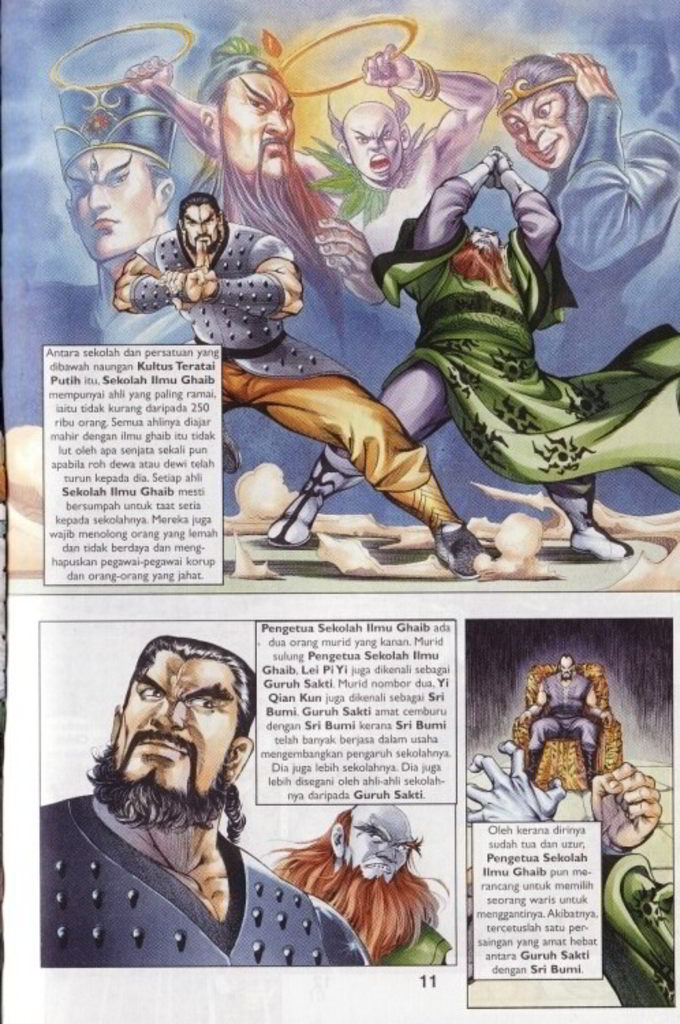 Antara sekolah dan persatuan yang
dibawah naungan Kultus Teratai
Putih itu, Sekolah Ilmu Ghaib
mempunyai ahli yang paling ramai,
iaitu tidak kurang daripada 250
ribu orang. Semua ahlinya diajar
mahir dengan ilmu ghaib itu tidak
luk oleh apa senjata sekali pun
apabila roh dewa atau dewi telah
turun kepada dia. Setiap ahli
Sekolah Ilmu Ghaib mesti
bersumpah untuk taat setia
kepada sekolahnya. Mereka juga
wajib menolong orang yang lemah
dan tidak berdaya dan meng-
hapuskan pegawai-pegawai korup
dan orang-orang yang jahat.
Pengetua Sekolah Ilmu Ghaib ada
dua orang murid yang kanan. Murid
sulung Pengetua Sekolah Ilmu
Ghaib, Lei Pi Yi juga dikenali sebagai
Guruh Sakti. Murid nombor dua, Yi
Qian Kun juga dikenali sebagai Sri
Bumi. Guruh Sakti amat cemburu
dengan Sri Bumi kerana Sri Bumi
telah banyak berjasa dalam usaha
mengembangkan pengaruh sekolahnya.
Dia juga lebih sekolahnya. Dia juga
lebih disegani oleh ahli-ahli sekolah-
nya daripada Guruh Sakti.
Oleh kerana dirinya
sudah tua dan uzur,
Pengetua Sekolah
Ilmu Ghaib pun me-
rancang untuk memilih
seorang waris untuk
menggantinya. Akibatnya,
tercetuslah satu per-
saingan yang amat hebat
antara Guruh Sakti
dengan Sri Bumi.
11